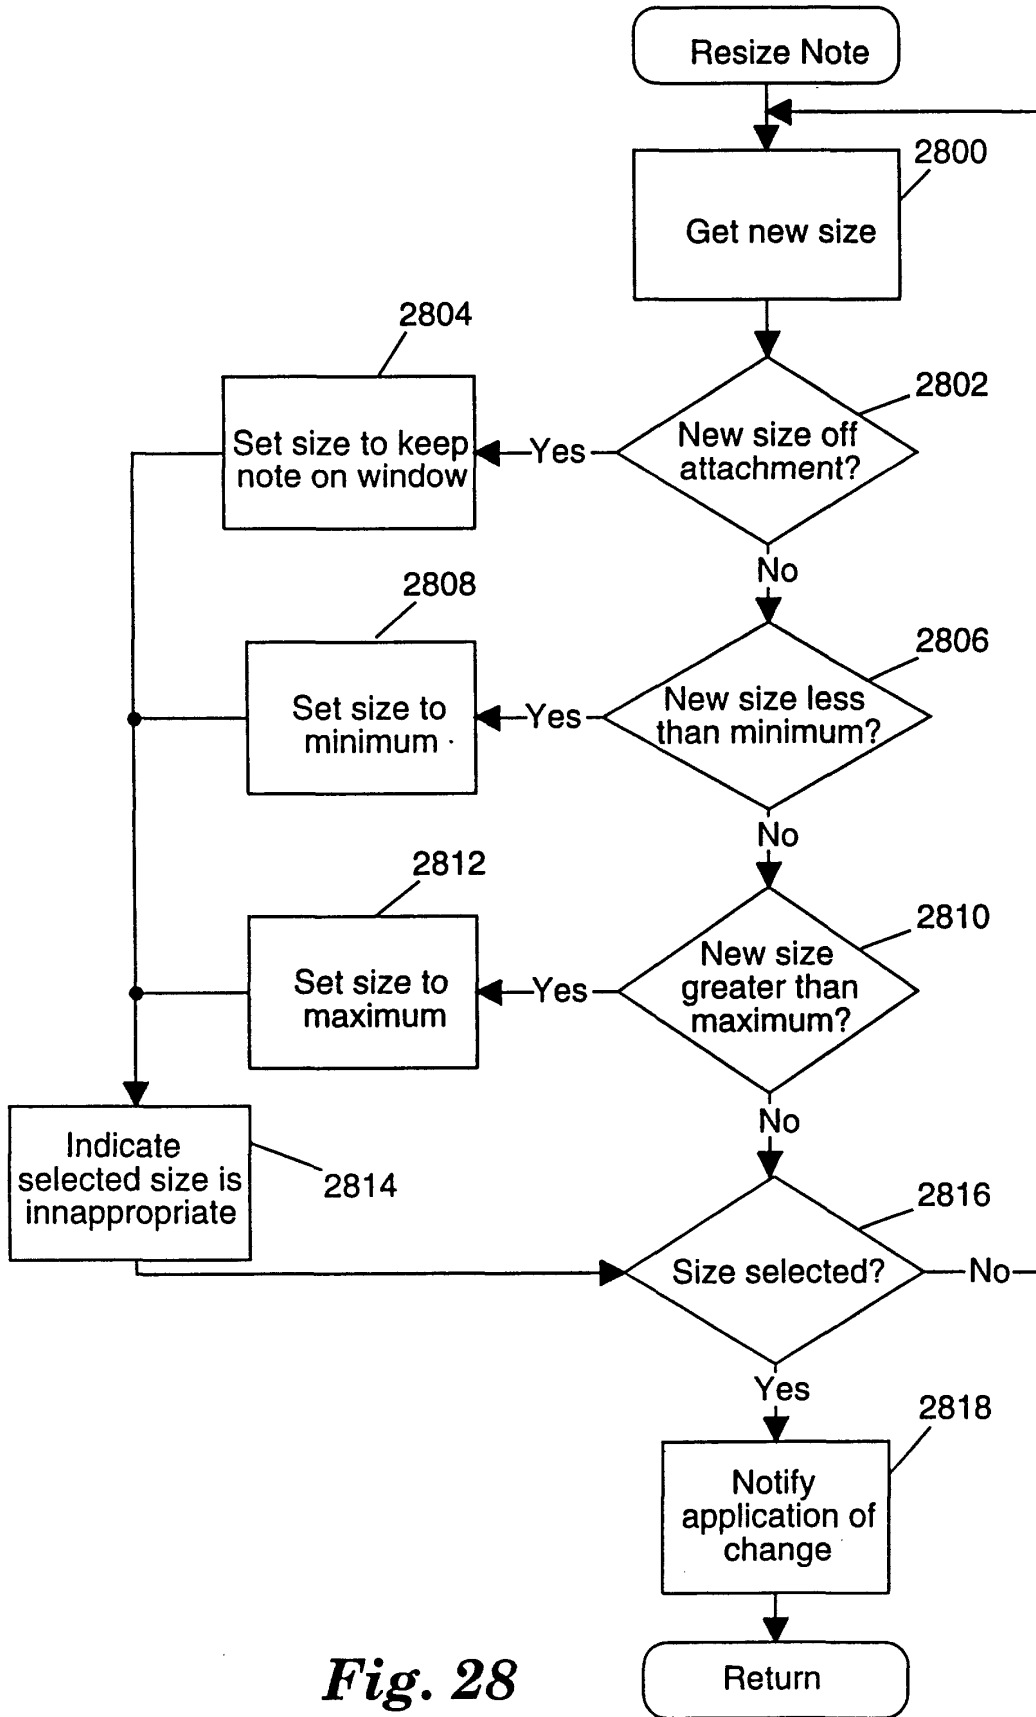 Resize Note
2800
Get new size
2802
New size off
attachment?
Yes
2804
Set size to keep
note on window
No
2806
New size less
than minimum?
Yes
2808
Set size to
minimum
No
2810
New size
greater than
maximum?
Yes
2812
Set size to
maximum
No
2814
Indicate
selected size is
innappropriate
2816
Size selected?
No
Yes
2818
Notify
application of
change
Return
Fig. 28